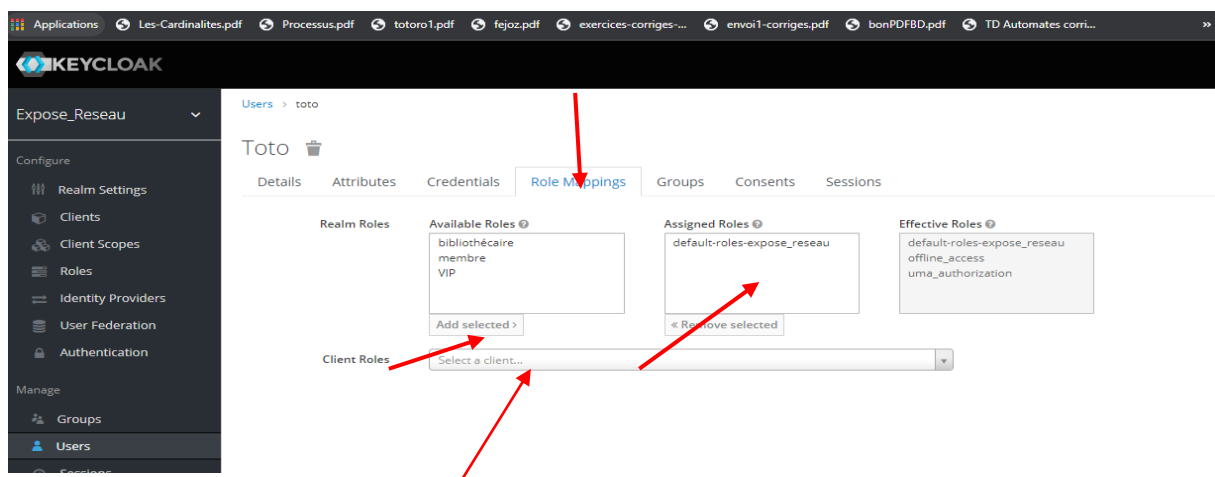 Applications Les-Cardinalites.pdf Processus.pdf totoro1.pdf fejoz.pdf exercices-corriges-... envoi1-corriges.pdf bonPDFBD.pdf TD Automates corri... »
KEYCLOAK
Expose_Reseau
Users > toto
Toto
Configure
Details Attributes Credentials Role Mappings Groups Consents Sessions
Realm Settings
Clients
Realm Roles Available Roles Assigned Roles Effective Roles
Client Scopes
bibliothécaire default-roles-expose_reseau default-roles-expose_reseau
membre offline_access
Roles
VIP uma_authorization
Identity Providers
User Federation
Add selected > « Remove selected
Authentication
Client Roles Select a client...
Manage
Groups
Users
Sessions